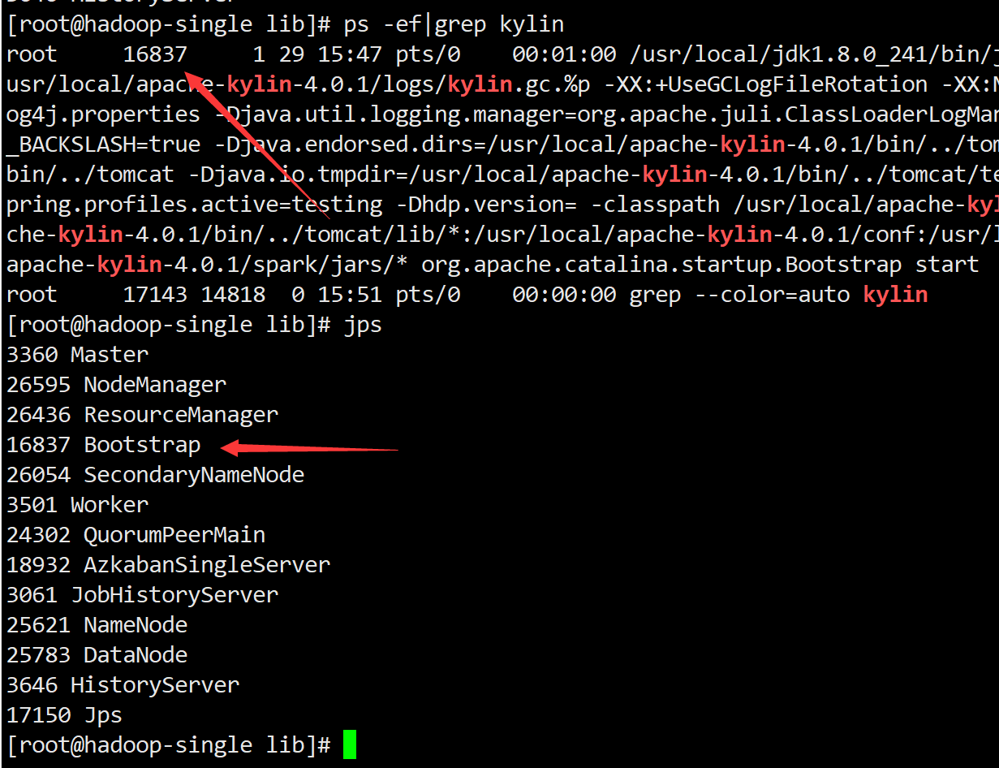 [root@hadoop-single lib]# ps -ef|grep kylin
root     16837     1 29 15:47 pts/0    00:01:00 /usr/local/jdk1.8.0_241/bin/
usr/local/apache-kylin-4.0.1/logs/kylin.gc.%p -XX:+UseGCLogFileRotation -XX:
og4j.properties -Djava.util.logging.manager=org.apache.juli.ClassLoaderLogMan
_BACKSLASH=true -Djava.endorsed.dirs=/usr/local/apache-kylin-4.0.1/bin/../tom
bin/../tomcat -Djava.io.tmpdir=/usr/local/apache-kylin-4.0.1/bin/../tomcat/te
pring.profiles.active=testing -Dhdp.version= -classpath /usr/local/apache-kyl
che-kylin-4.0.1/bin/../tomcat/lib/*:/usr/local/apache-kylin-4.0.1/conf:/usr/l
apache-kylin-4.0.1/spark/jars/* org.apache.catalina.startup.Bootstrap start
root     17143 14818  0 15:51 pts/0    00:00:00 grep --color=auto kylin
[root@hadoop-single lib]# jps
3360 Master
26595 NodeManager
26436 ResourceManager
16837 Bootstrap
26054 SecondaryNameNode
3501 Worker
24302 QuorumPeerMain
18932 AzkabanSingleServer
3061 JobHistoryServer
25621 NameNode
25783 DataNode
3646 HistoryServer
17150 Jps
[root@hadoop-single lib]#